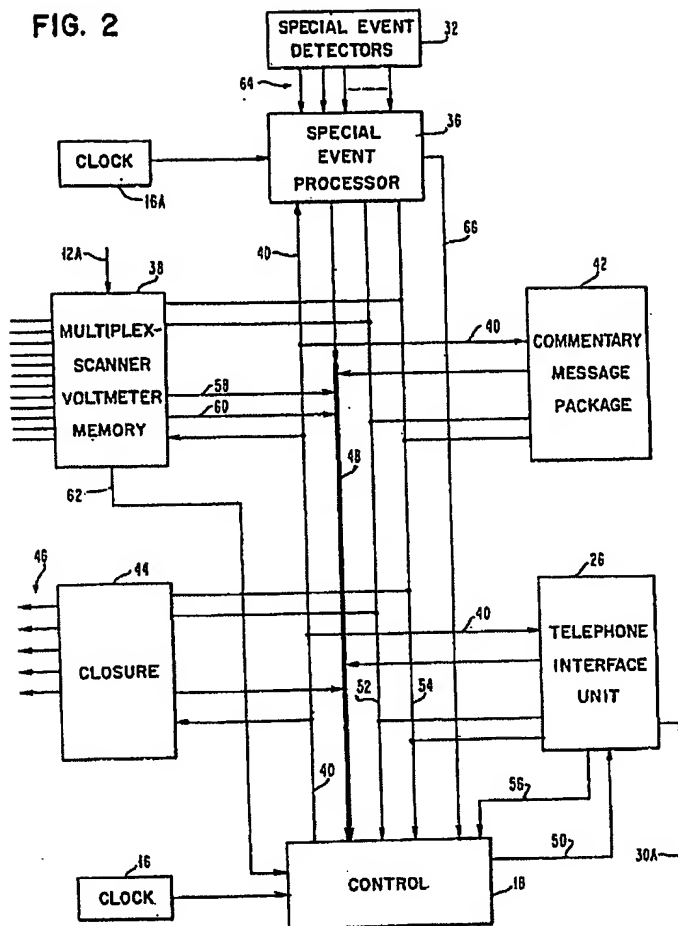 FIG. 2
SPECIAL EVENT
DETECTORS
32
64
SPECIAL
EVENT
PROCESSOR
36
CLOCK
16A
40
66
12A
38
42
MULTIPLEX-
SCANNER
VOLTMETER
MEMORY
58
60
40
COMMENTARY
MESSAGE
PACKAGE
48
62
46
44
26
CLOSURE
40
TELEPHONE
INTERFACE
UNIT
52
54
40
56
50
30A
16
CLOCK
CONTROL
18